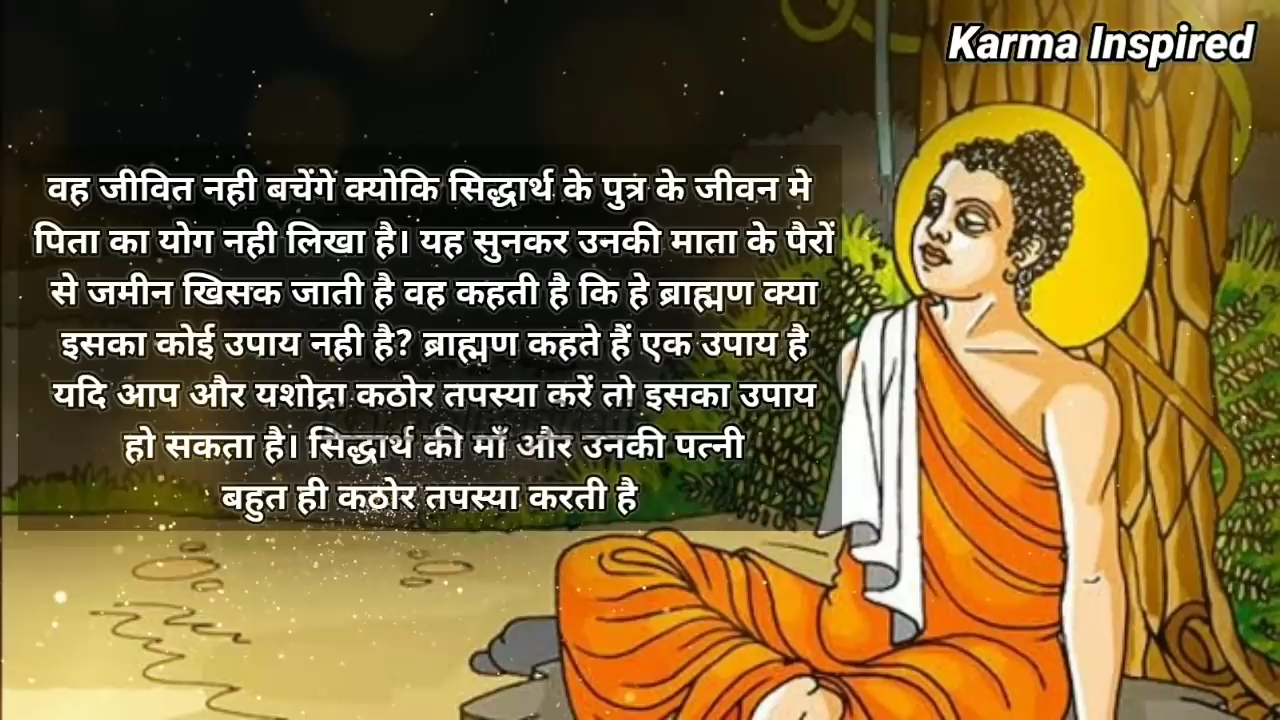 Karma Inspired
वह जीवित नही बचेंगे क्योकि सिद्धार्थ के पुत्र के जीवन मे
पिता का योग नही लिखा है। यह सुनकर उनकी माता के पैरों
से जमीन खिसक जाती है वह कहती है कि हे ब्राह्मण क्या
इसका कोई उपाय नही है? ब्राह्मण कहते हैं एक उपाय है
यदि आप और यशोद्रा कठोर तपस्या करें तो इसका उपाय
हो सकता है। सिद्धार्थ की माँ और उनकी पत्नी
बहुत ही कठोर तपस्या करती है